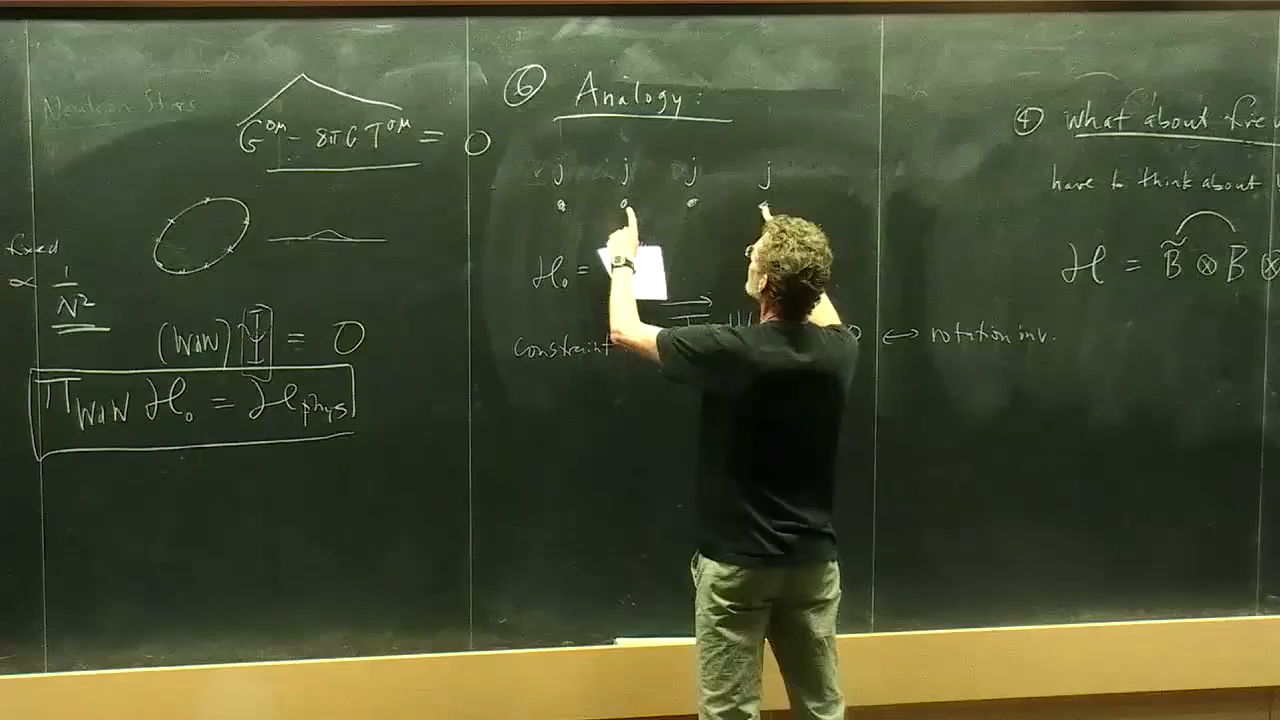 Neutron Stars
G^{0μ} - 8πG T^{0μ} = 0
fixed
∝ 1/N²
(WdW) Ψ = 0
Π_{WdW} ℋ₀ = ℋ_{phys}
⑥ Analogy:
j j j j
ℋ₀ =
Constraint
↔ rotation inv.
④ What about
have to think about
ℋ = B̃ ⊗ B ⊗